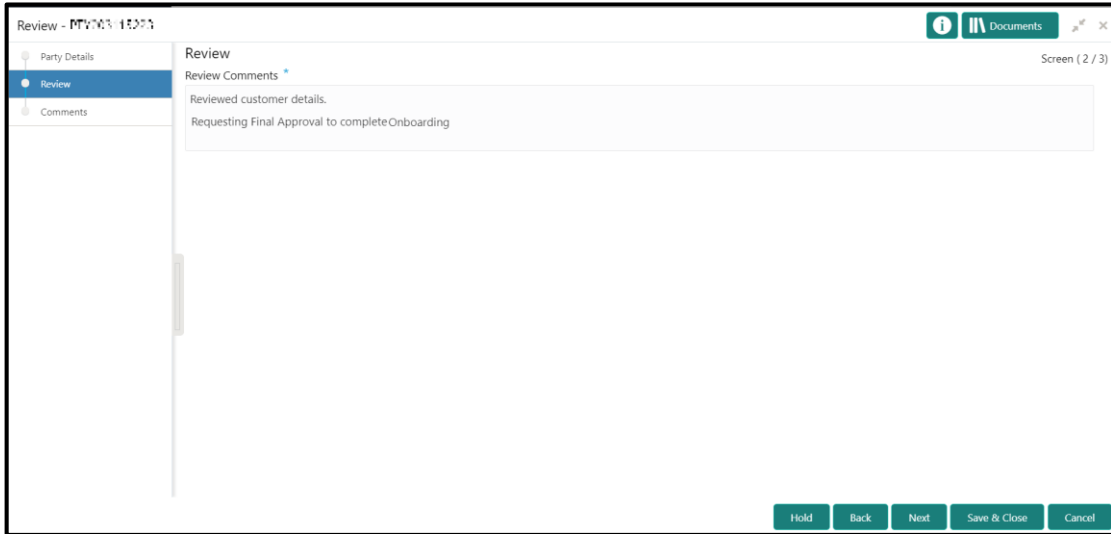 Review -
Documents
Party Details
Review
Comments
Review
Screen ( 2 / 3)
Review Comments *
Reviewed customer details.
Requesting Final Approval to complete Onboarding
Hold
Back
Next
Save & Close
Cancel